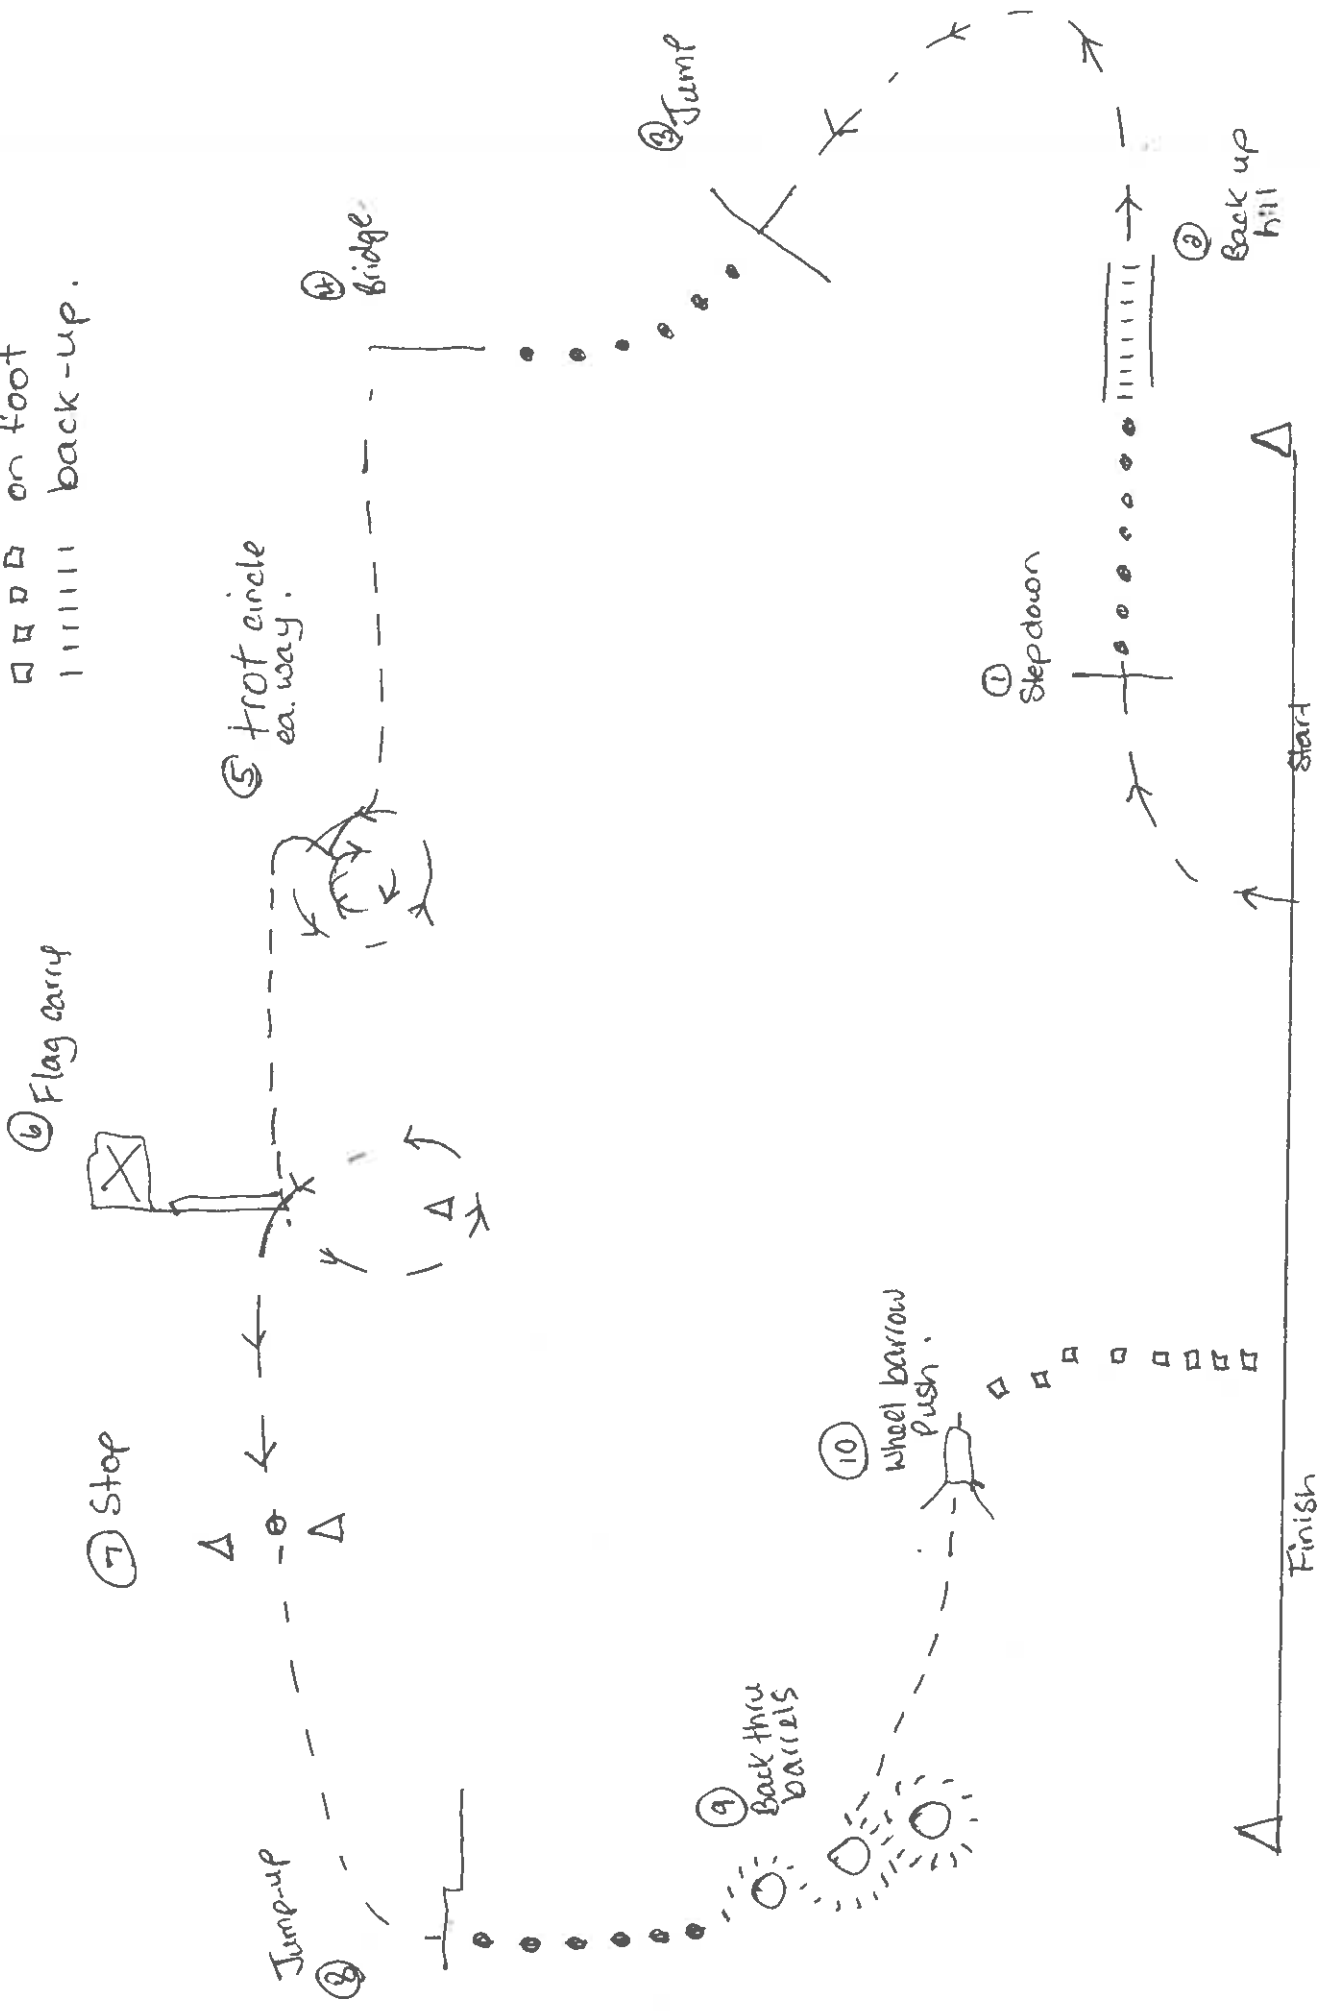 on foot
back-up.
① Stepdown
② Back up
hill
③ Jump
④ Bridge
⑤ trot circle
ea. way.
⑥ Flag carry
⑦ Stop
⑧ Jump-up
⑨ Back thru
barrels
⑩ Wheel barrow
Push.
Start
Finish